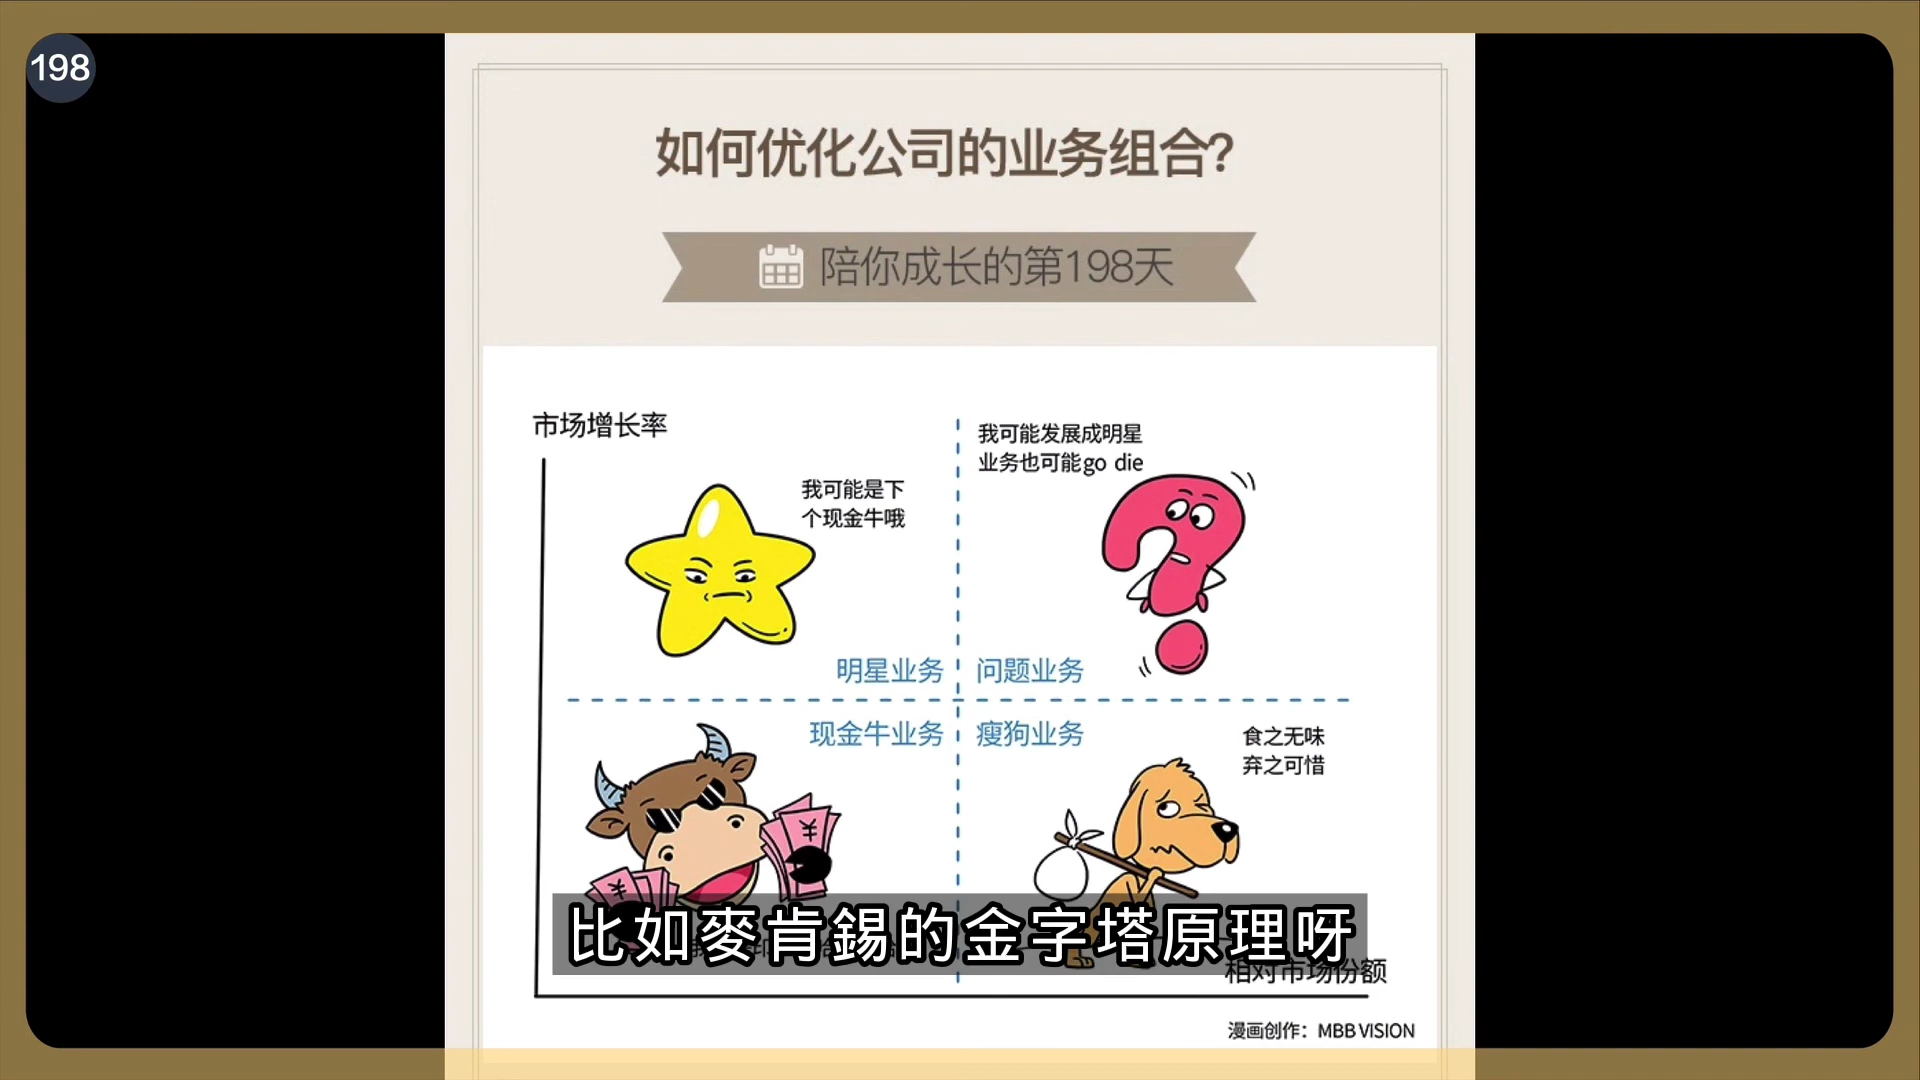 198
如何优化公司的业务组合?
陪你成长的第198天
市场增长率
我可能是下
个现金牛哦
我可能发展成明星
业务也可能go die
明星业务
问题业务
现金牛业务
瘦狗业务
食之无味
弃之可惜
¥
¥
比如麥肯錫的金字塔原理呀
相对市场份额
漫画创作：MBB VISION